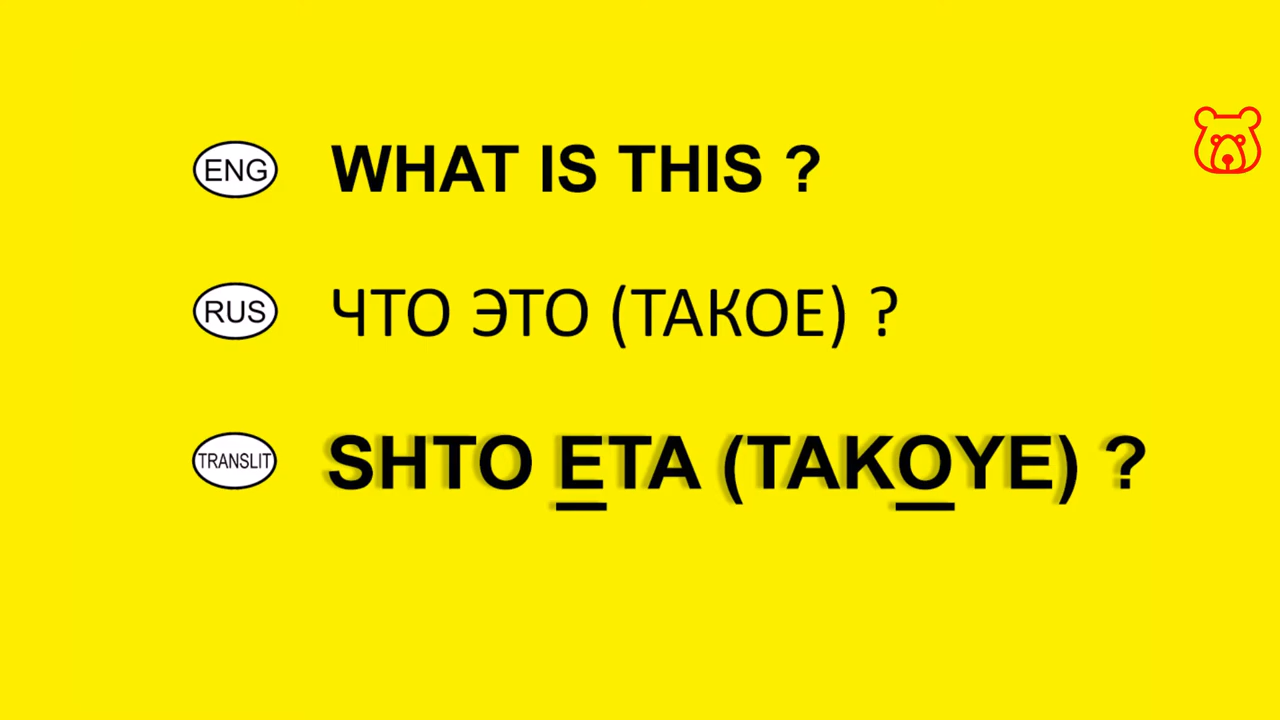 ENG WHAT IS THIS ?
RUS ЧТО ЭТО (ТАКОЕ) ?
TRANSLIT SHTO ETA (TAKOYE) ?